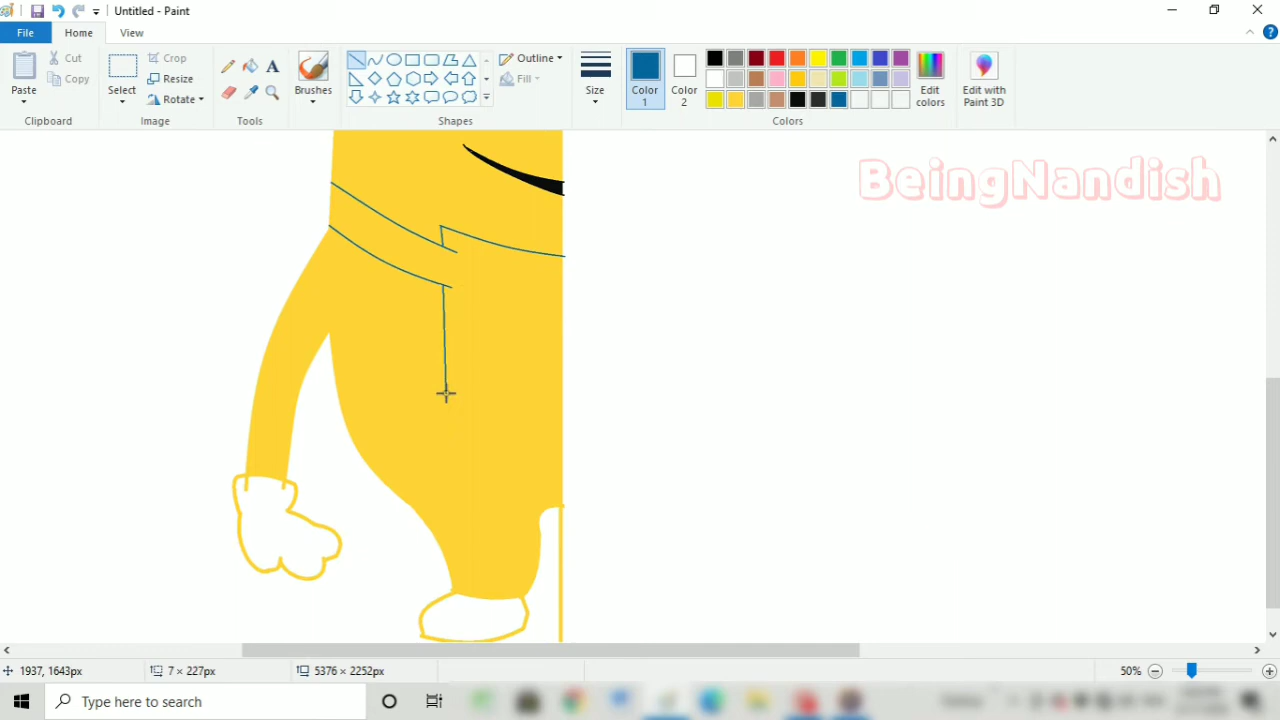 Untitled - Paint
File
Home
View
Paste
Cut
Copy
Clipboard
Select
Crop
Resize
Rotate
Image
Tools
Brushes
Outline
Fill
Shapes
Size
Color 1
Color 2
Edit colors
Edit with Paint 3D
Colors
BeingNandish
1937, 1643px
7 × 227px
5376 × 2252px
50%
Type here to search